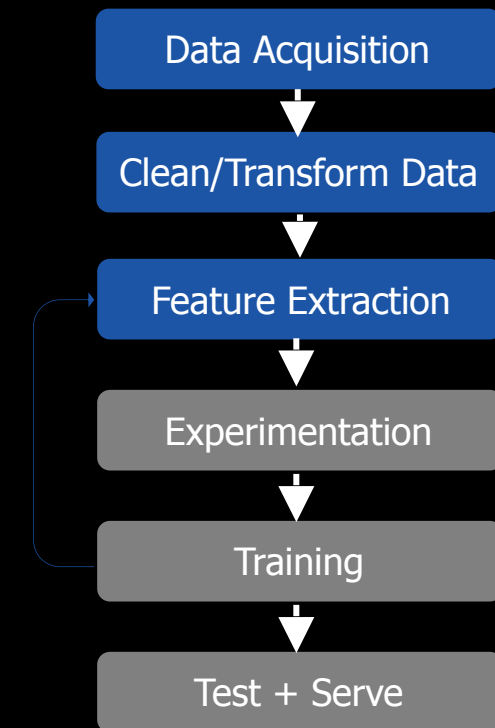 Data Acquisition
Clean/Transform Data
Feature Extraction
Experimentation
Training
Test + Serve